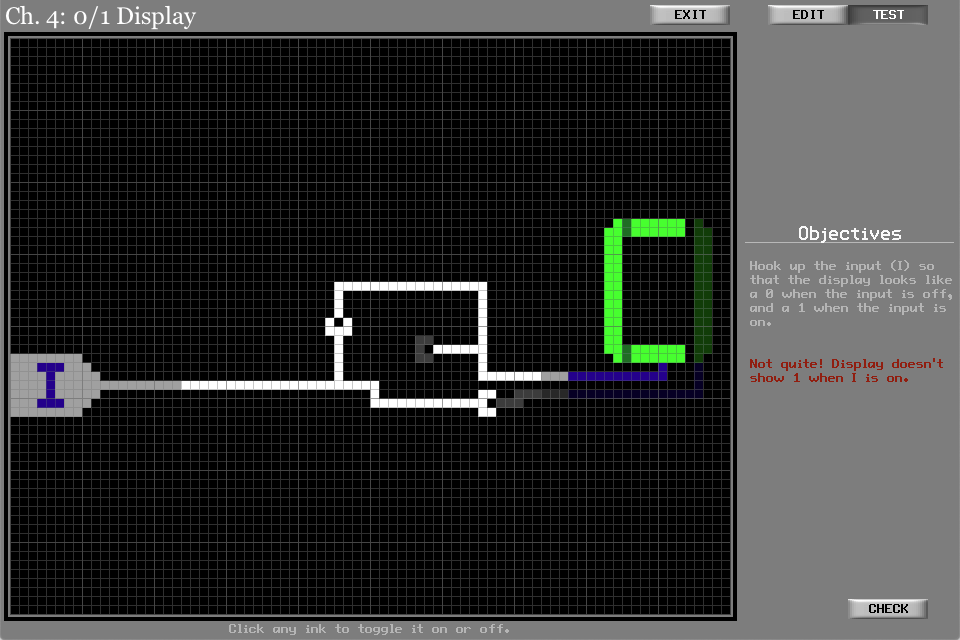 Ch. 4: 0/1 Display
EXIT
EDIT
TEST
Objectives
Hook up the input (I) so
that the display looks like
a 0 when the input is off,
and a 1 when the input is
on.
Not quite! Display doesn't
show 1 when I is on.
I
CHECK
Click any ink to toggle it on or off.